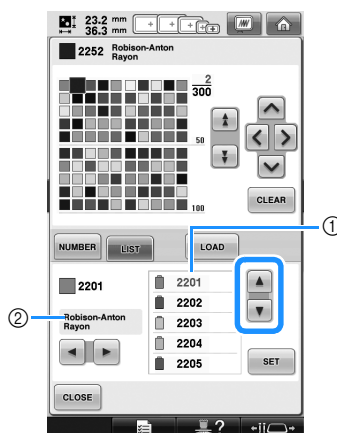 23.2 mm
36.3 mm
2252 Robison-Anton
Rayon
2
300
50
100
CLEAR
NUMBER
LIST
LOAD
①
2201
2201
2202
② Robison-Anton
Rayon
2203
2204
2205
SET
CLOSE
?